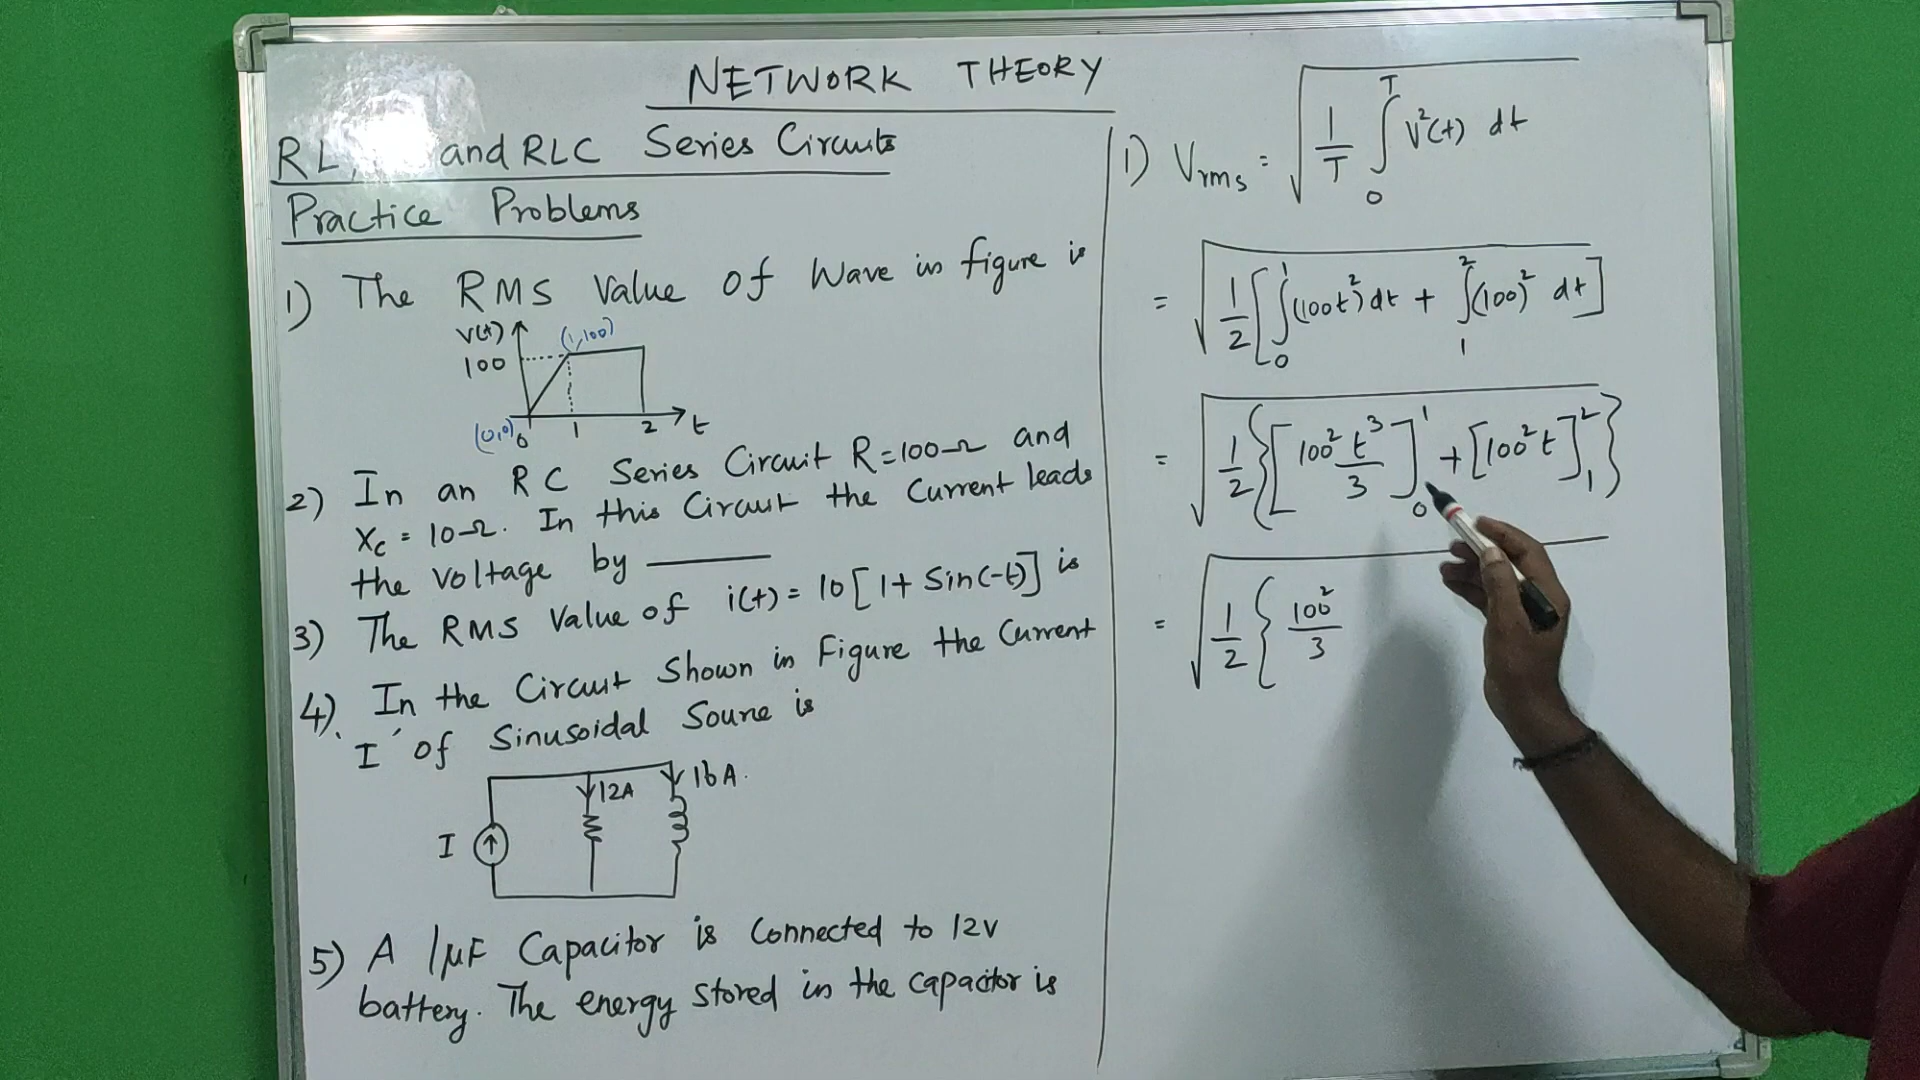 NETWORK THEORY
RL, and RLC Series Circuits
Practice Problems
1) The RMS Value of Wave in figure is
V(t)
(1,100)
100
(0,0) 0 1 2 t
2) In an RC Series Circuit R=100Ω and
Xc = 10Ω. In this Circuit the Current leads
the Voltage by ______
3) The RMS Value of i(t) = 10[1+ Sin(-t)] is
4). In the Circuit Shown in Figure the Current
I of Sinusoidal Source is
12A 16A.
I
5) A 1μF Capacitor is Connected to 12V
battery. The energy stored in the capacitor is
1) Vrms = √(1/T ∫₀ᵀ V²(t) dt
= √(1/2 [∫₀¹ (100t)² dt + ∫₁² (100)² dt]
= √(1/2 {[100² t³/3]₀¹ + [100² t]₁²}
= √(1/2 { 100²/3